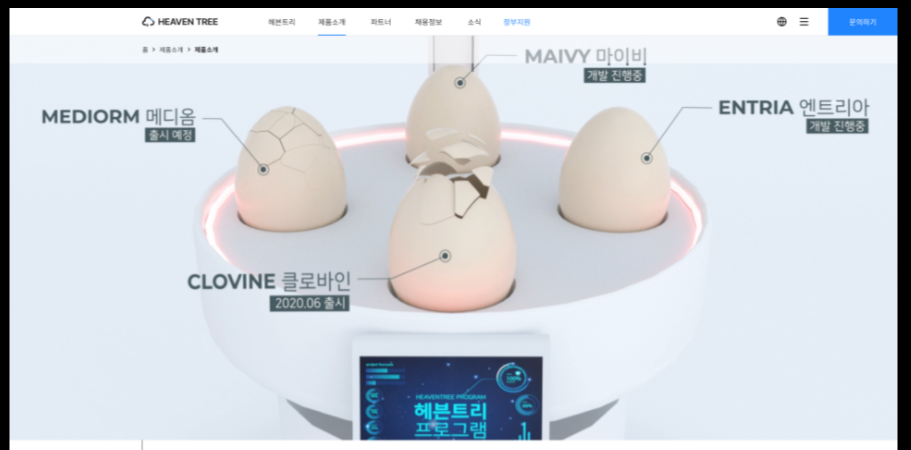 HEAVEN TREE
헤븐트리 제품소개 파트너 채용정보 소식 정부지원
문의하기
홈 > 제품소개 > 제품소개
MAIVY 마이비
개발 진행중
MEDIORM 메디옴
출시 예정
ENTRIA 엔트리아
개발 진행중
CLOVINE 클로바인
2020.06 출시
HEAVENTREE PROGRAM
헤븐트리
프로그램
100%